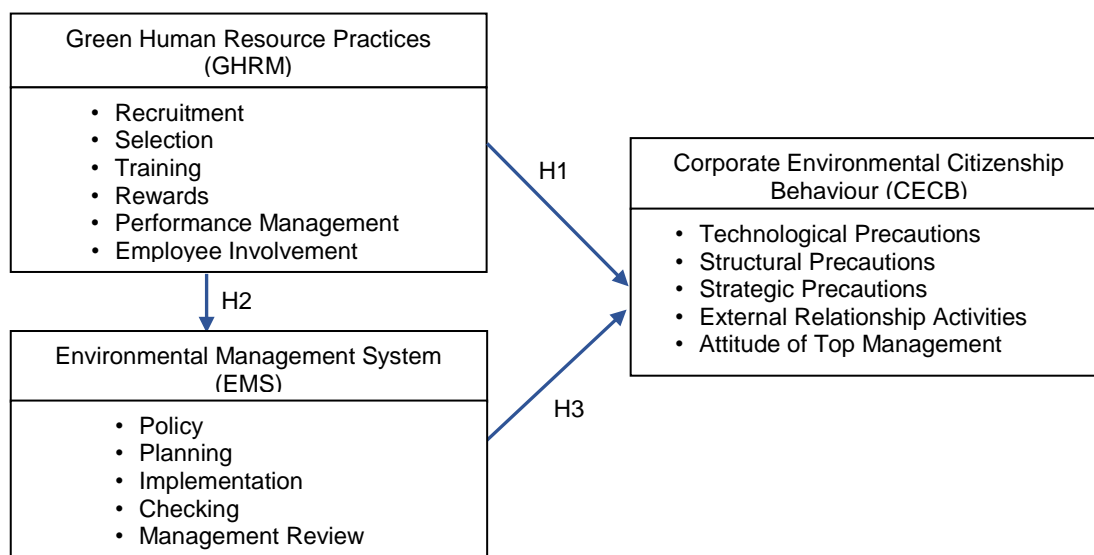 Green Human Resource Practices
(GHRM)
• Recruitment
• Selection
• Training
• Rewards
• Performance Management
• Employee Involvement
H1
Corporate Environmental Citizenship
Behaviour (CECB)
• Technological Precautions
• Structural Precautions
• Strategic Precautions
• External Relationship Activities
• Attitude of Top Management
H2
Environmental Management System
(EMS)
• Policy
• Planning
• Implementation
• Checking
• Management Review
H3